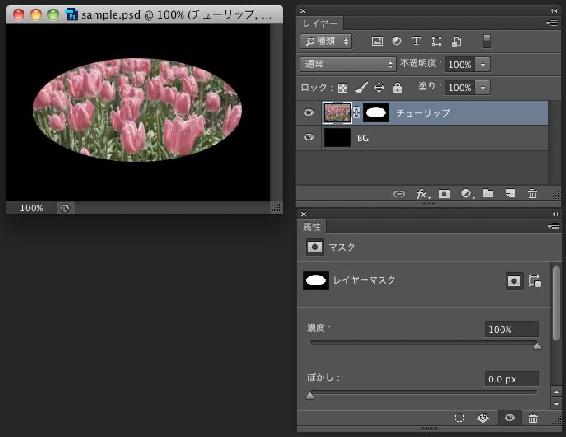 sample.psd @ 100% (チューリップ, ...
100%
レイヤー
種類
通常
不透明度 : 100%
ロック :
塗り : 100%
チューリップ
fx
BG
属性
マスク
レイヤーマスク
濃度 : 100%
ぼかし : 0.0 px